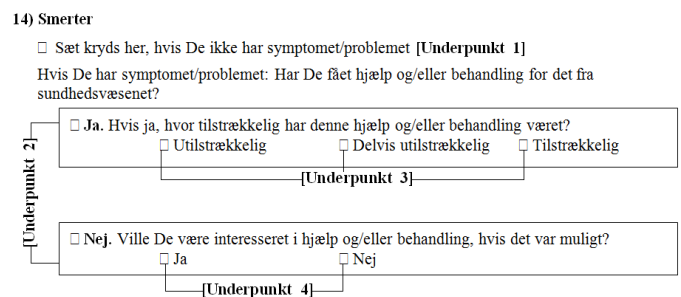 14) Smerter
☐ Sæt kryds her, hvis De ikke har symptomet/problemet [Underpunkt 1]
Hvis De har symptomet/problemet: Har De fået hjælp og/eller behandling for det fra
sundhedsvæsenet?
[Underpunkt 2]
☐ Ja. Hvis ja, hvor tilstrækkelig har denne hjælp og/eller behandling været?
☐ Utilstrækkelig ☐ Delvis utilstrækkelig ☐ Tilstrækkelig
[Underpunkt 3]
☐ Nej. Ville De være interesseret i hjælp og/eller behandling, hvis det var muligt?
☐ Ja ☐ Nej
[Underpunkt 4]